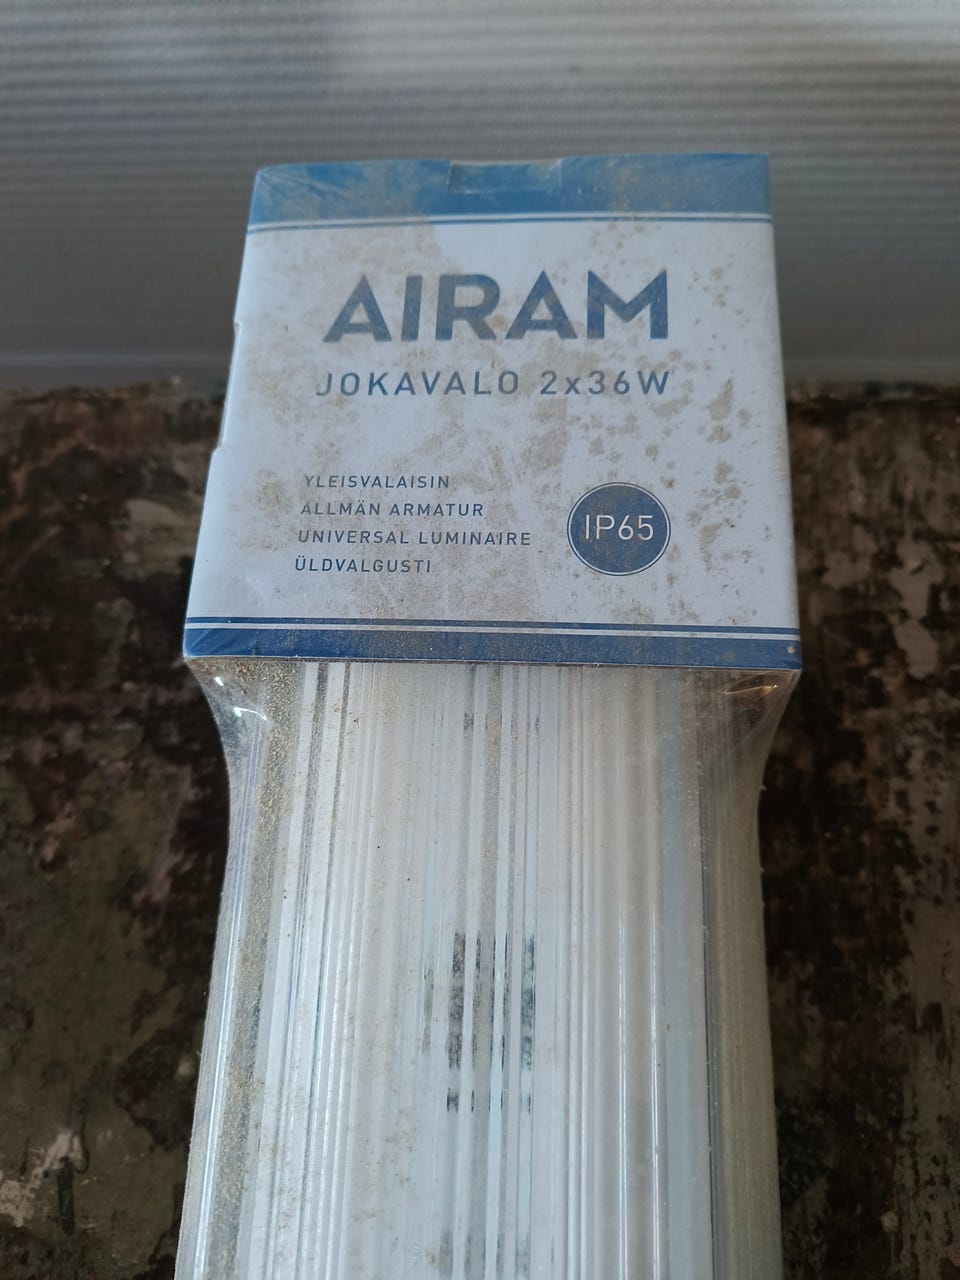 AIRAM
JOKAVALO 2x36W
YLEISVALAISIN
ALLMÄN ARMATUR
UNIVERSAL LUMINAIRE
ÜLDVALGUSTI
IP65